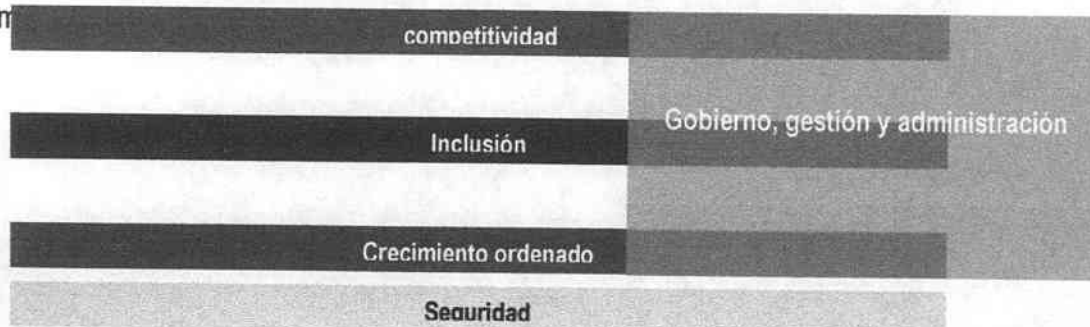 competitividad
Gobierno, gestión y administración
Inclusión
Crecimiento ordenado
Seguridad